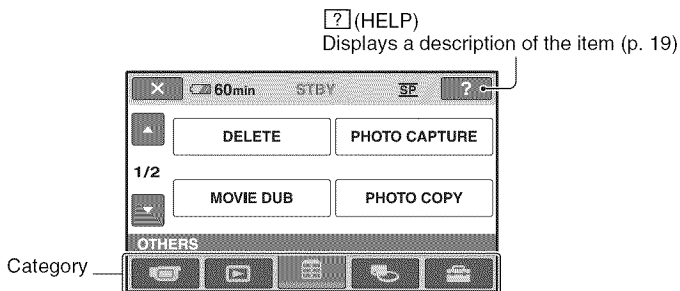 ? (HELP)
Displays a description of the item (p. 19)
60min STBY SP ?
DELETE PHOTO CAPTURE
1/2
MOVIE DUB PHOTO COPY
OTHERS
Category